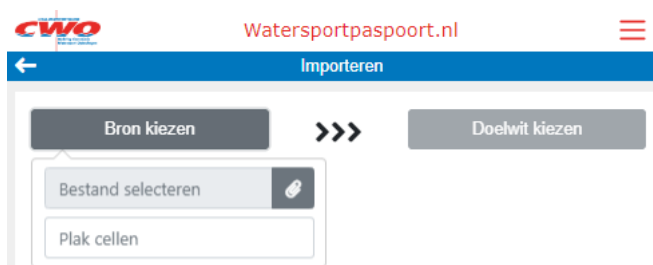 CWO
Watersportpaspoort.nl
Importeren
Bron kiezen
Doelwit kiezen
Bestand selecteren
Plak cellen